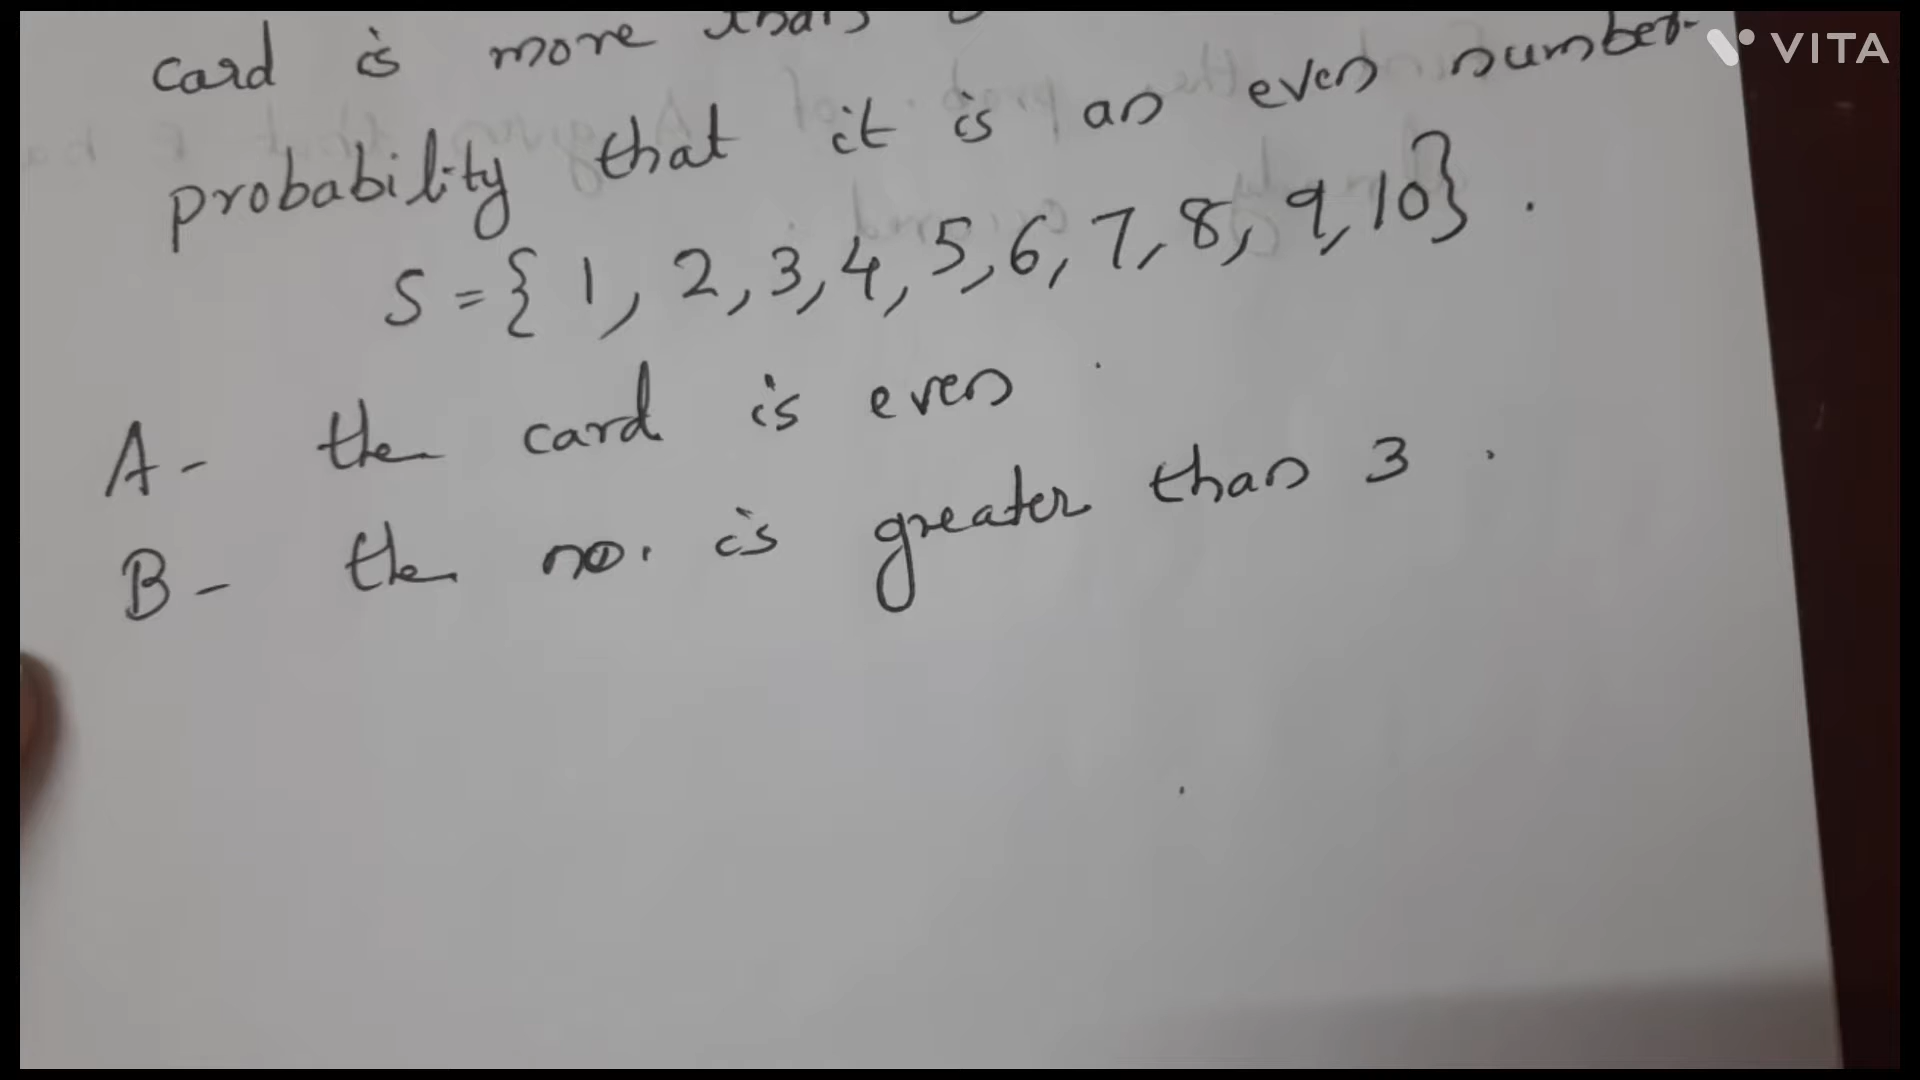 card is more than
probability that it is an even number.
S = { 1, 2, 3, 4, 5, 6, 7, 8, 9, 10} .
A - the card is even
B - the no. is greater than 3 .
VITA